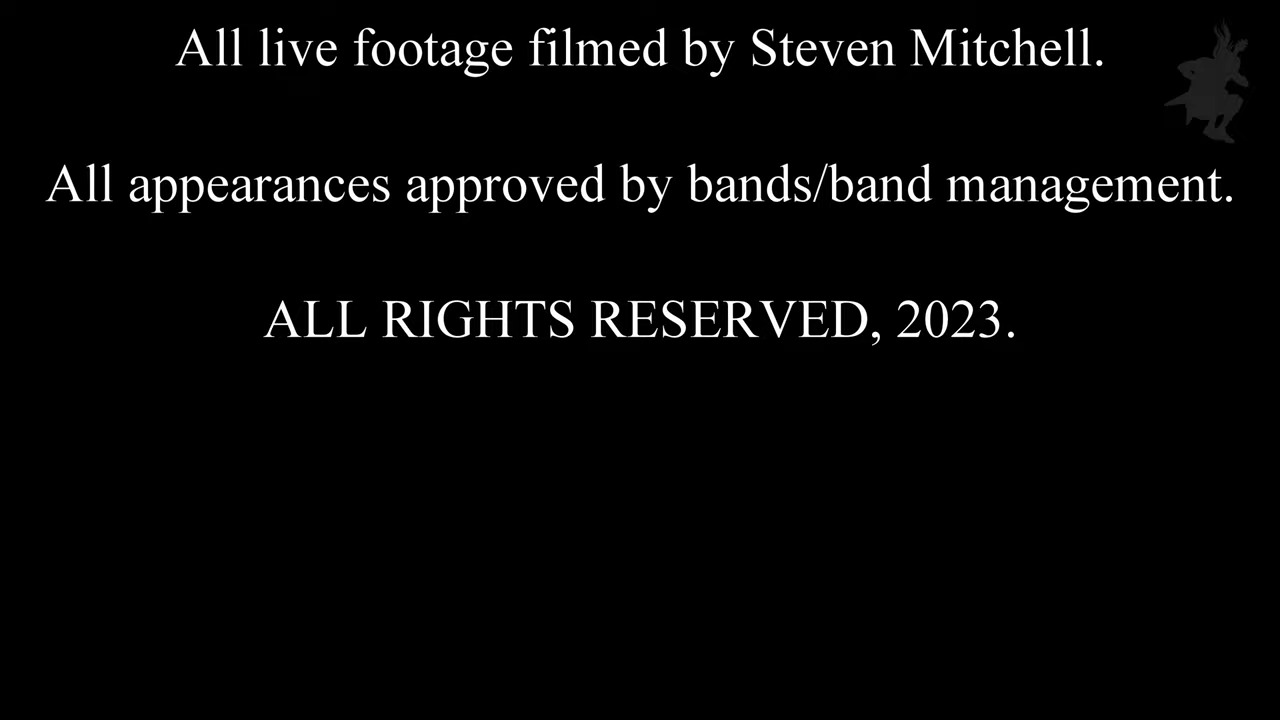 All live footage filmed by Steven Mitchell.
All appearances approved by bands/band management.
ALL RIGHTS RESERVED, 2023.